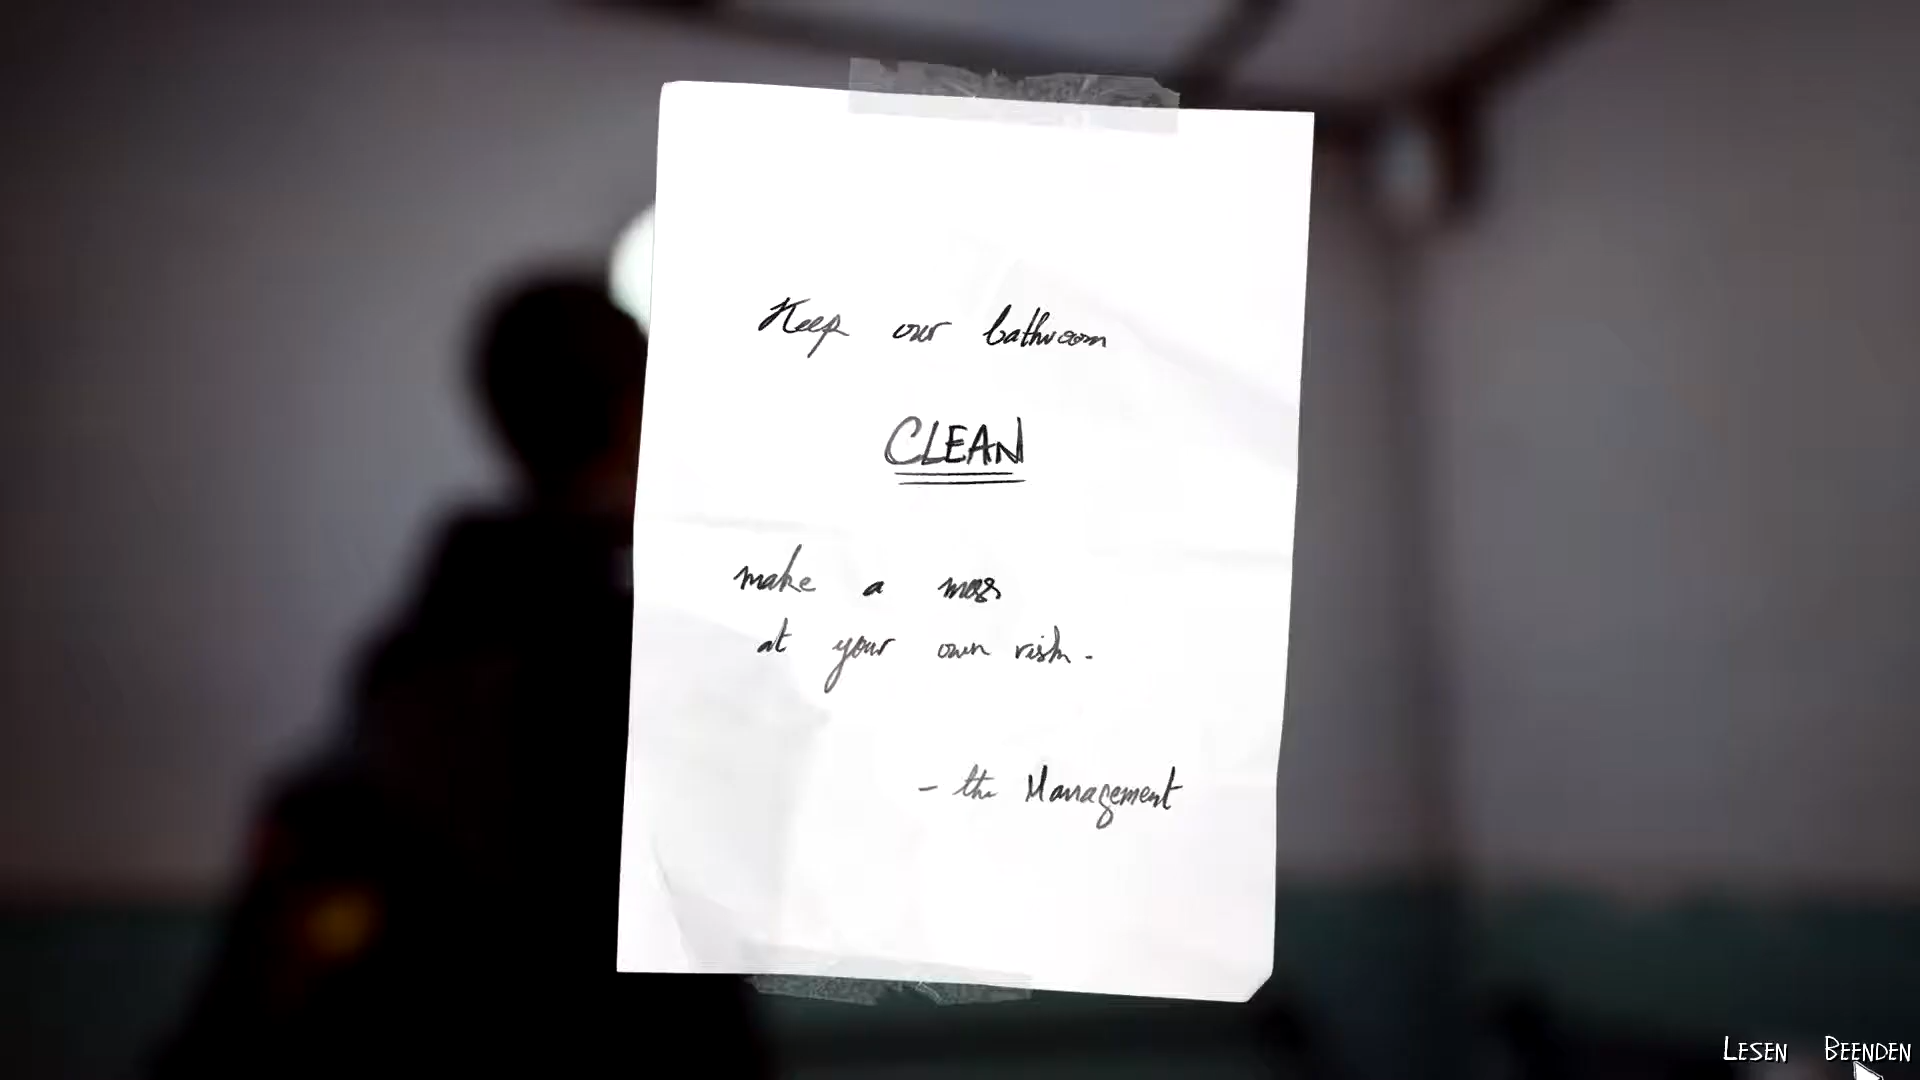 Keep our bathroom
CLEAN
make a mess
at your own risk.
- the Management
LESEN BEENDEN